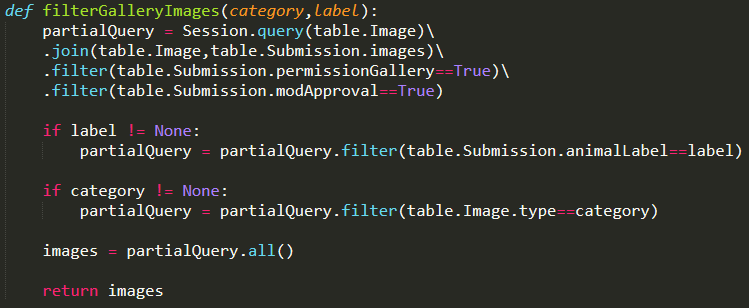 def filterGalleryImages(category,label):
    partialQuery = Session.query(table.Image)\
    .join(table.Image,table.Submission.images)\
    .filter(table.Submission.permissionGallery==True)\
    .filter(table.Submission.modApproval==True)

    if label != None:
        partialQuery = partialQuery.filter(table.Submission.animalLabel==label)

    if category != None:
        partialQuery = partialQuery.filter(table.Image.type==category)

    images = partialQuery.all()

    return images